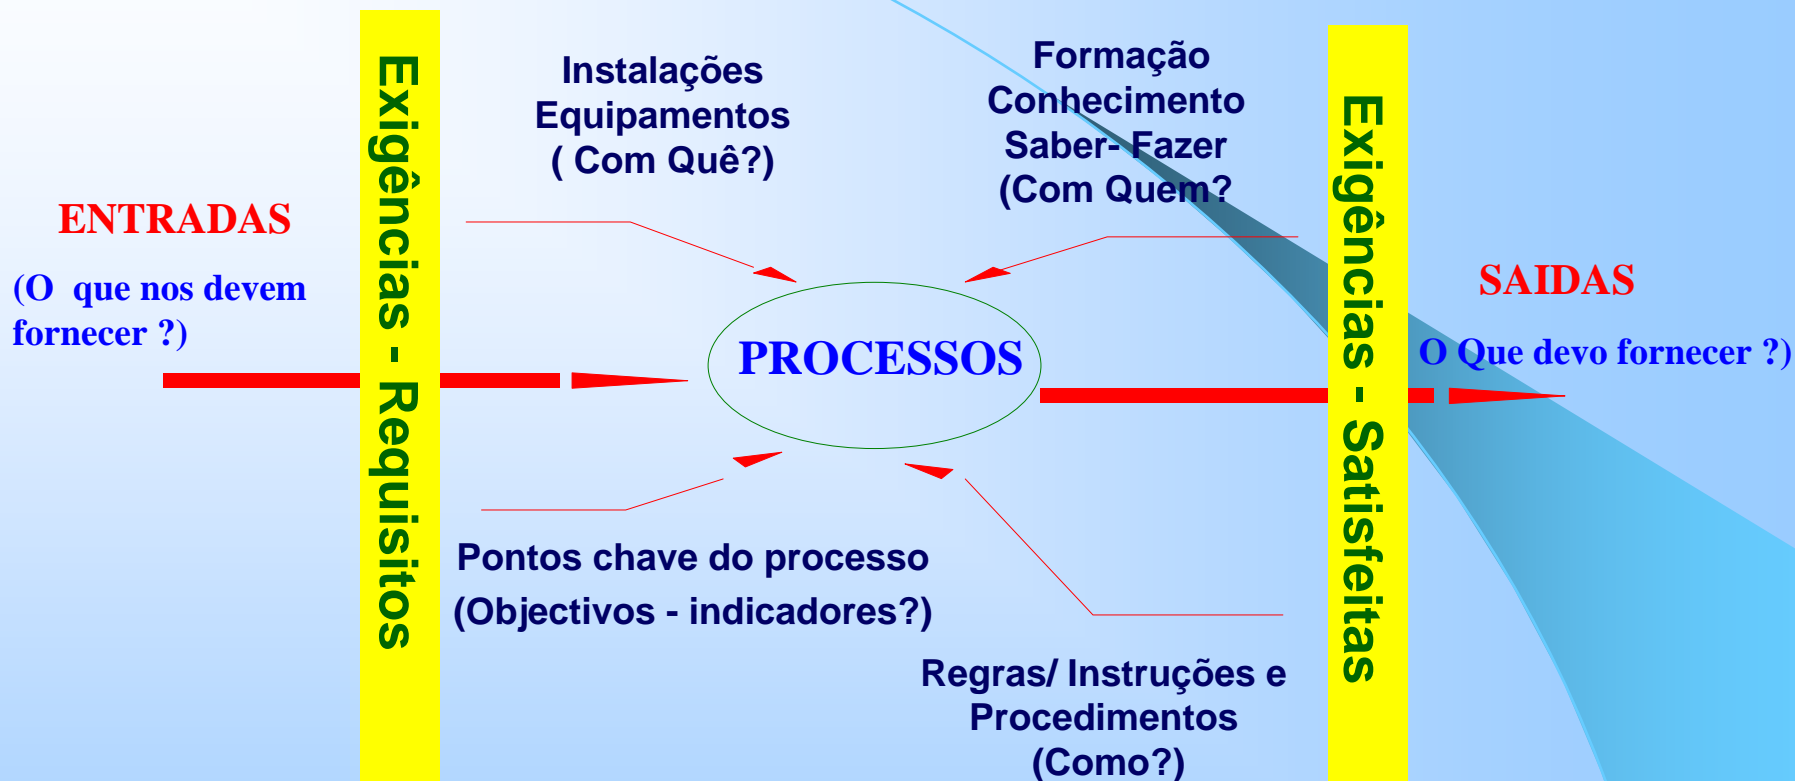 ENTRADAS
(O que nos devem
fornecer ?)
Exigências - Requisitos
Instalações
Equipamentos
( Com Quê?)
Formação
Conhecimento
Saber- Fazer
(Com Quem?
PROCESSOS
Pontos chave do processo
(Objectivos - indicadores?)
Regras/ Instruções e
Procedimentos
(Como?)
Exigências - Satisfeitas
SAIDAS
O Que devo fornecer ?)